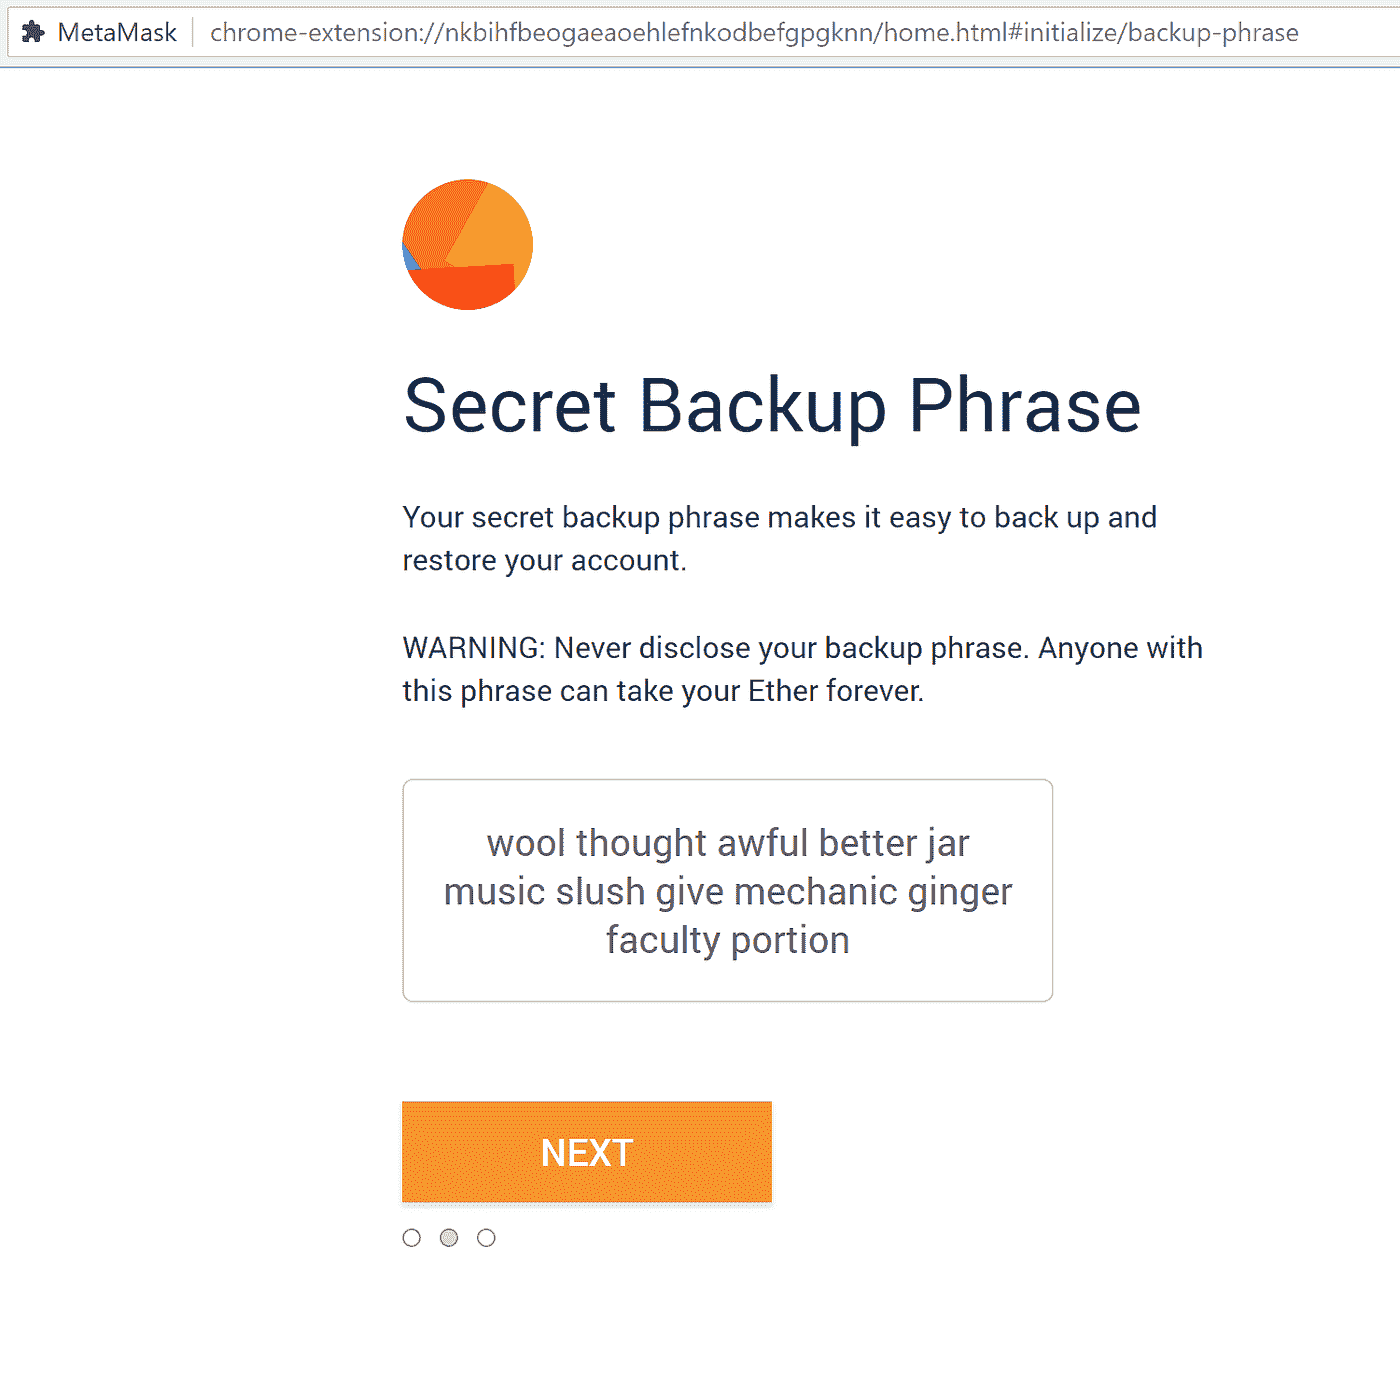 MetaMask chrome-extension://nkbihfbeogaeaoehlefnkodbefgpgknn/home.html#initialize/backup-phrase
Secret Backup Phrase
Your secret backup phrase makes it easy to back up and
restore your account.
WARNING: Never disclose your backup phrase. Anyone with
this phrase can take your Ether forever.
wool thought awful better jar
music slush give mechanic ginger
faculty portion
NEXT